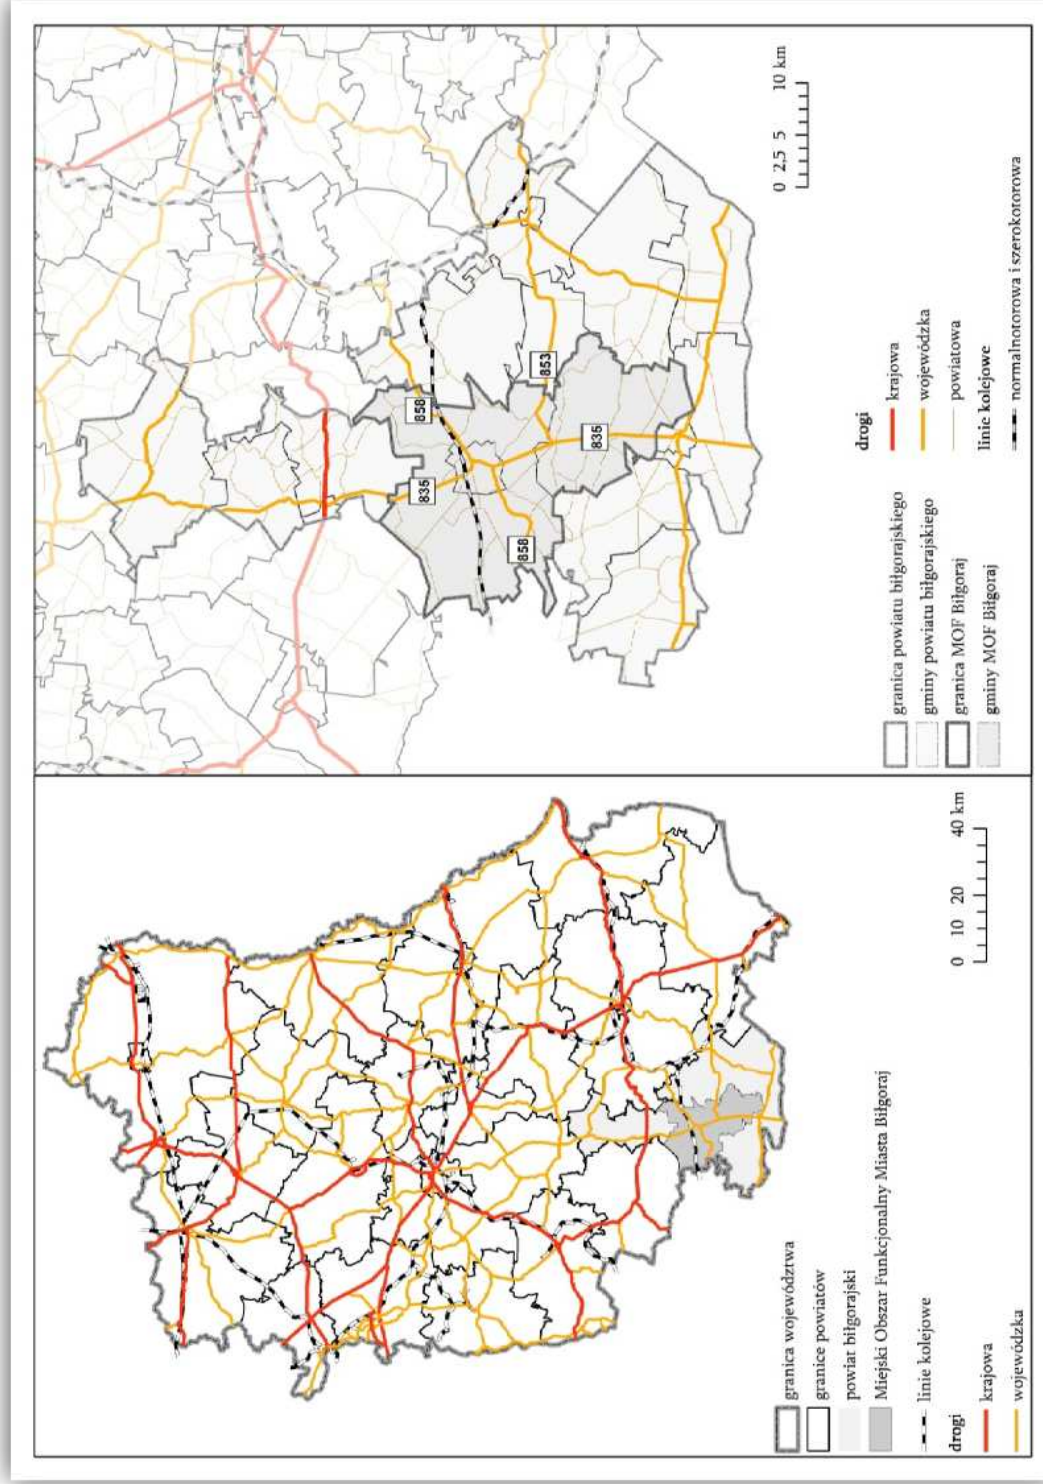 granica województwa
granice powiatów
powiat biłgorajski
Miejski Obszar Funkcjonalny Miasta Biłgoraj
linie kolejowe
drogi
krajowa
wojewódzka
0 10 20 40 km
835
858
858
853
835
granica powiatu biłgorajskiego
gminy powiatu biłgorajskiego
granica MOF Biłgoraj
gminy MOF Biłgoraj
drogi
krajowa
wojewódzka
powiatowa
linie kolejowe
normalnotorowa i szerokotorowa
0 2,5 5 10 km